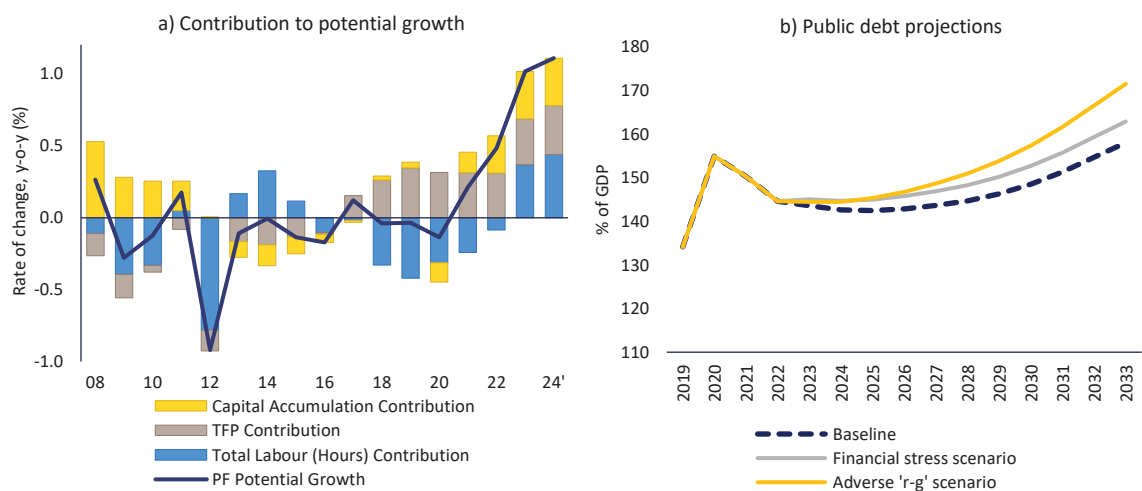 a) Contribution to potential growth
Rate of change, y-o-y (%)
1.0
0.5
0.0
-0.5
-1.0
08 10 12 14 16 18 20 22 24'
Capital Accumulation Contribution
TFP Contribution
Total Labour (Hours) Contribution
PF Potential Growth
b) Public debt projections
% of GDP
180
170
160
150
140
130
120
110
2019 2020 2021 2022 2023 2024 2025 2026 2027 2028 2029 2030 2031 2032 2033
Baseline
Financial stress scenario
Adverse 'r-g' scenario